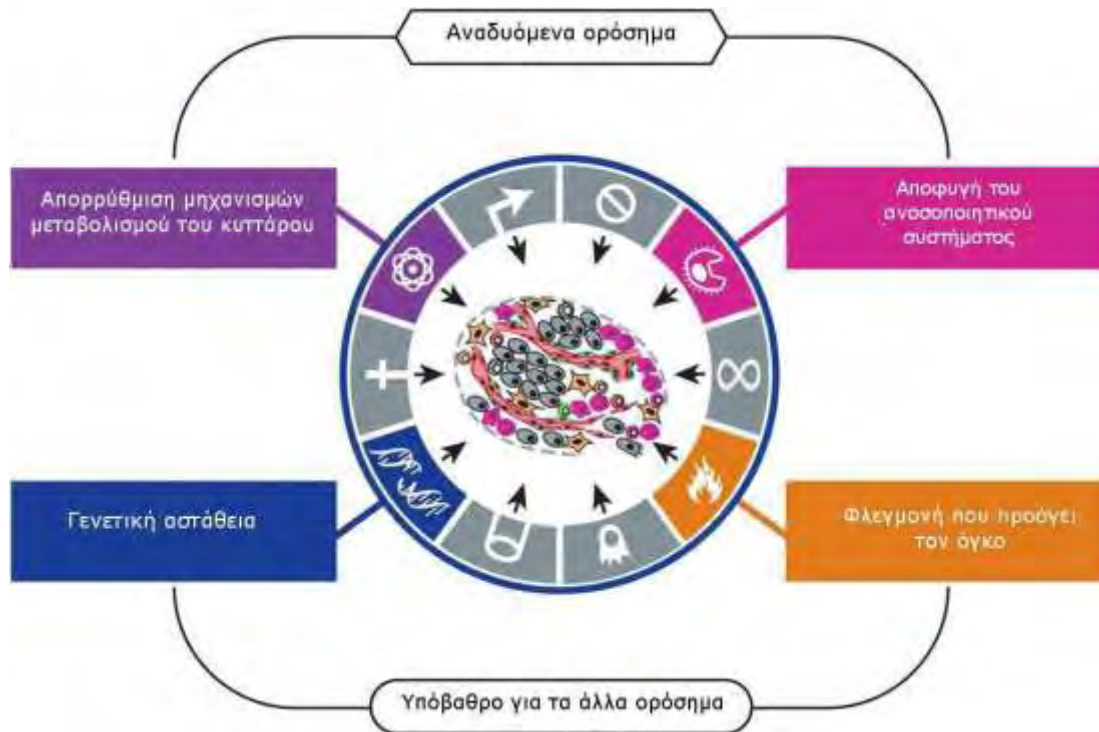 Αναδυόμενα ορόσημα
Απορρύθμιση μηχανισμών
μεταβολισμού του κυττάρου
Αποφυγή του
ανοσοποιητικού
συστήματος
Γενετική αστάθεια
Φλεγμονή που προάγει
τον όγκο
Υπόβαθρο για τα άλλα ορόσημα